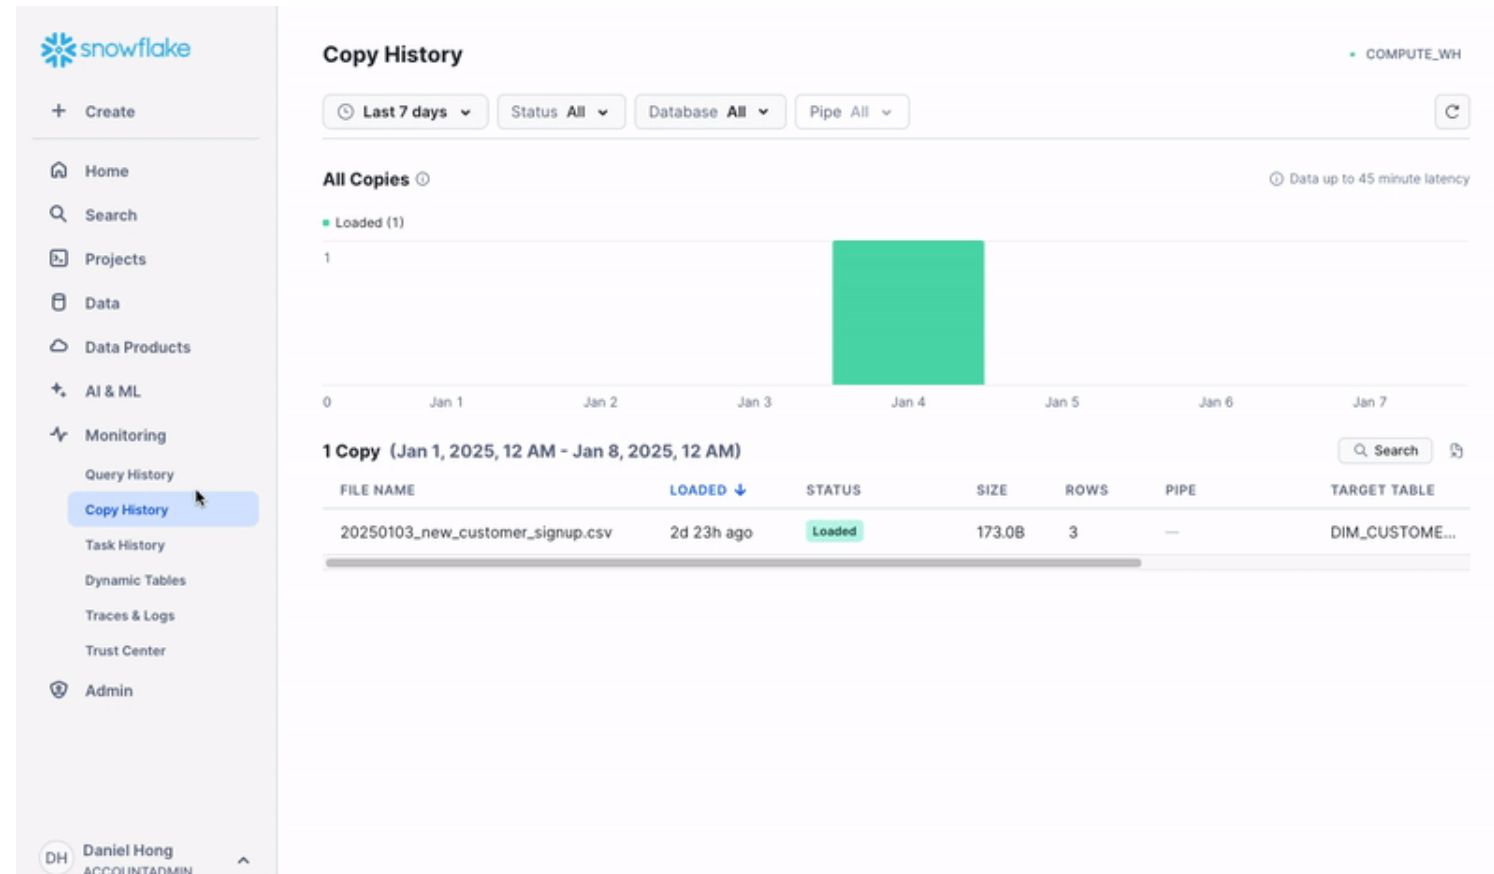 snowflake
Create
Home
Search
Projects
Data
Data Products
AI & ML
Monitoring
Query History
Copy History
Task History
Dynamic Tables
Traces & Logs
Trust Center
Admin
DH
Daniel Hong
ACCOUNTADMIN
Copy History
COMPUTE_WH
Last 7 days
Status All
Database All
Pipe All
All Copies
Data up to 45 minute latency
Loaded (1)
1
0 Jan 1 Jan 2 Jan 3 Jan 4 Jan 5 Jan 6 Jan 7
1 Copy (Jan 1, 2025, 12 AM - Jan 8, 2025, 12 AM)
Search
FILE NAME LOADED STATUS SIZE ROWS PIPE TARGET TABLE
20250103_new_customer_signup.csv 2d 23h ago Loaded 173.0B 3 — DIM_CUSTOME...